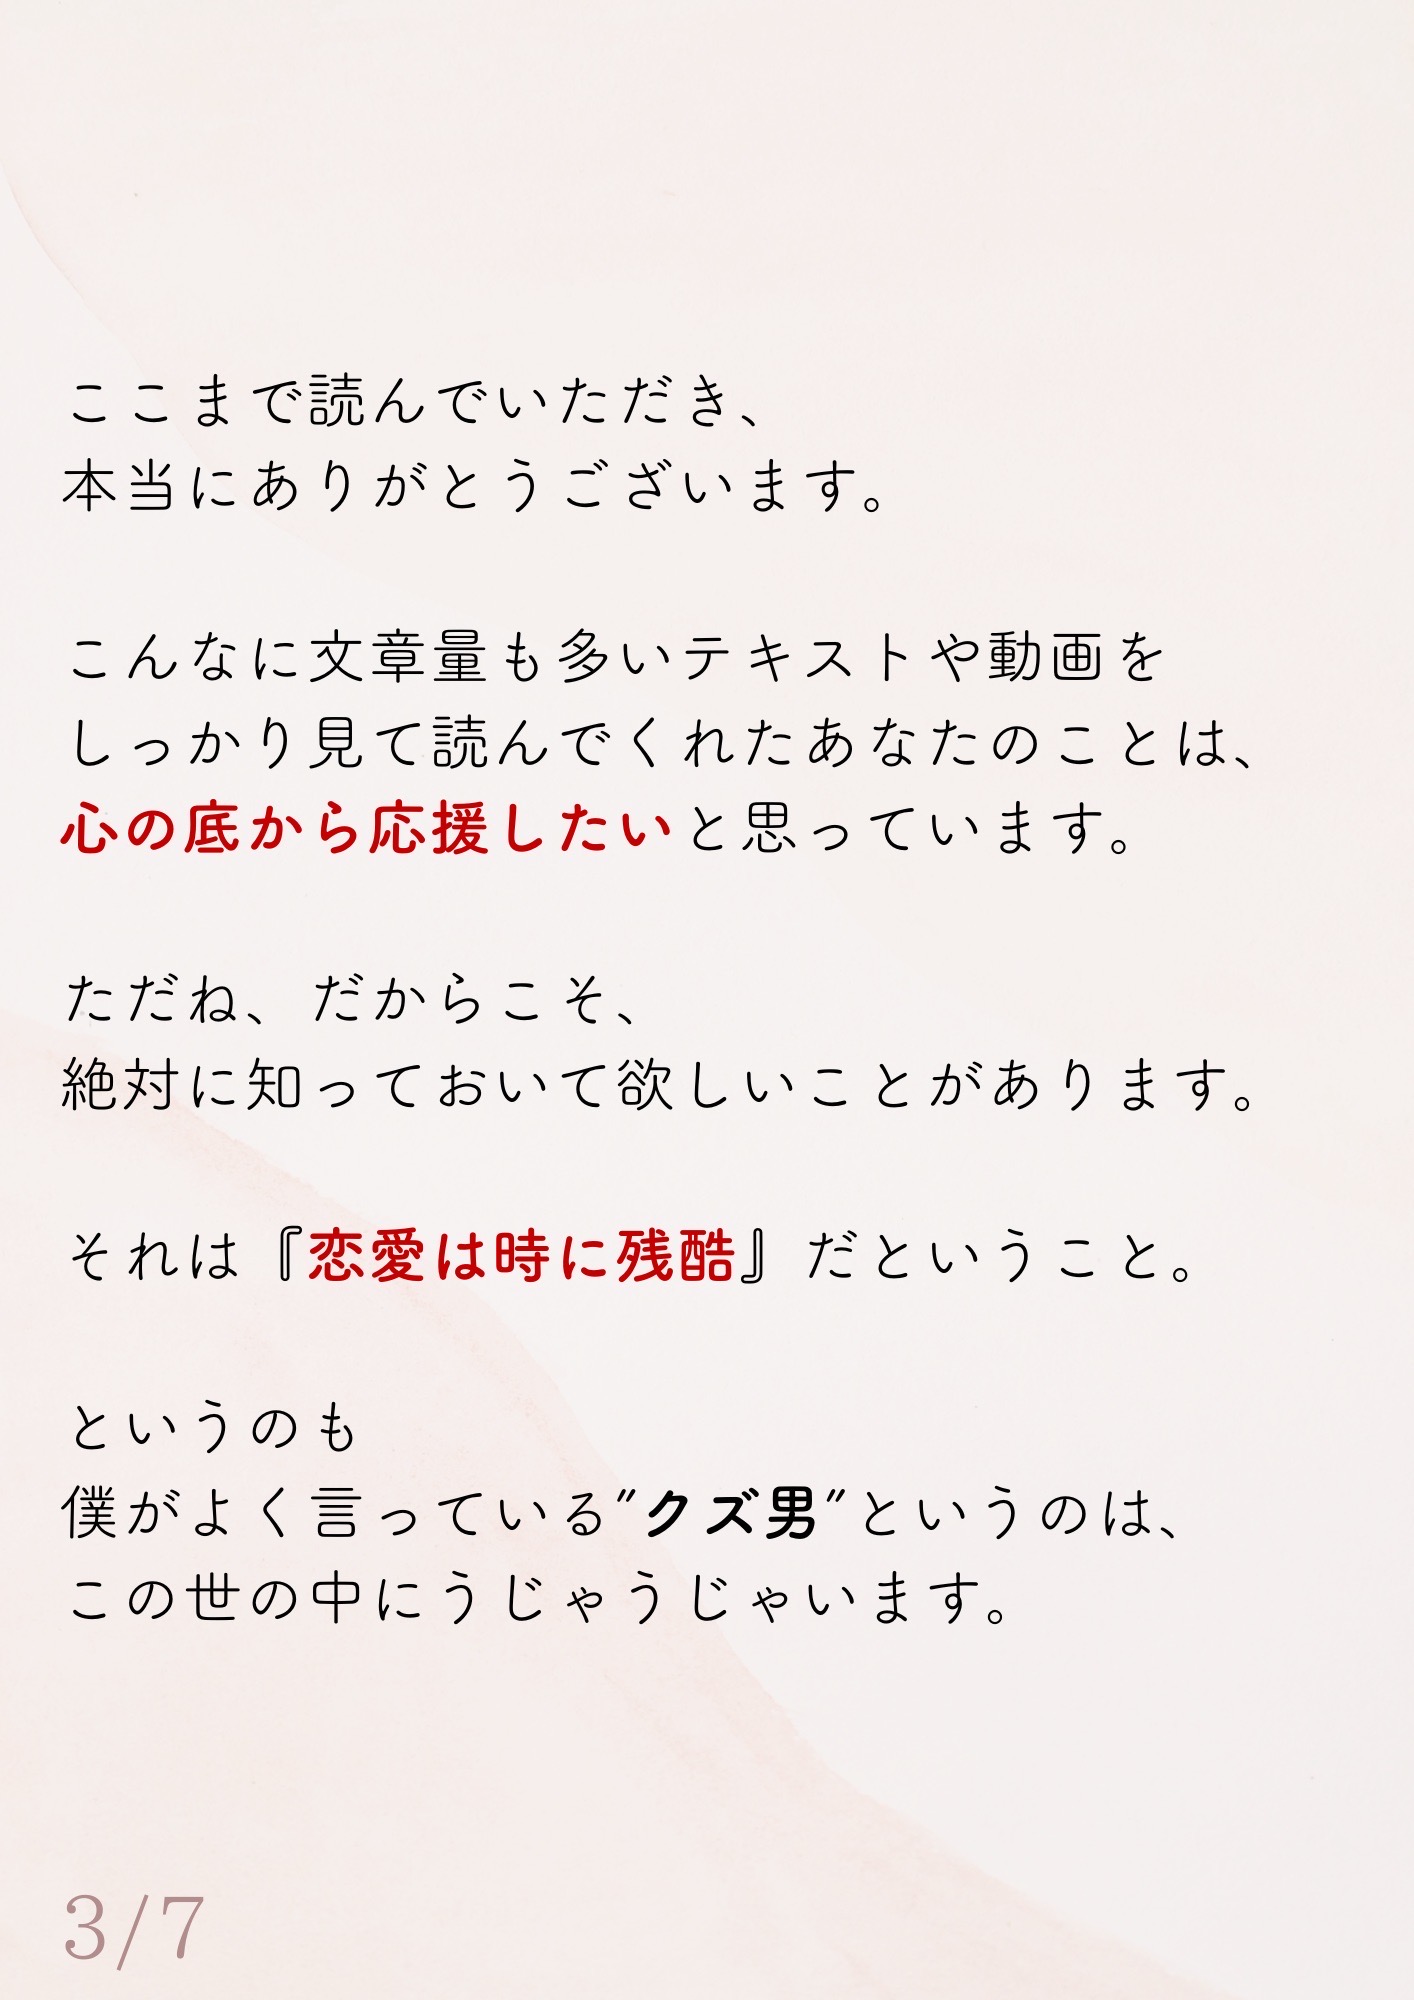 ここまで読んでいただき、
本当にありがとうございます。
こんなに文章量も多いテキストや動画を
しっかり見て読んでくれたあなたのことは、
心の底から応援したいと思っています。
ただね、だからこそ、
絶対に知っておいて欲しいことがあります。
それは『恋愛は時に残酷』だということ。
というのも
僕がよく言っている″クズ男″というのは、
この世の中にうじゃうじゃいます。
3/7